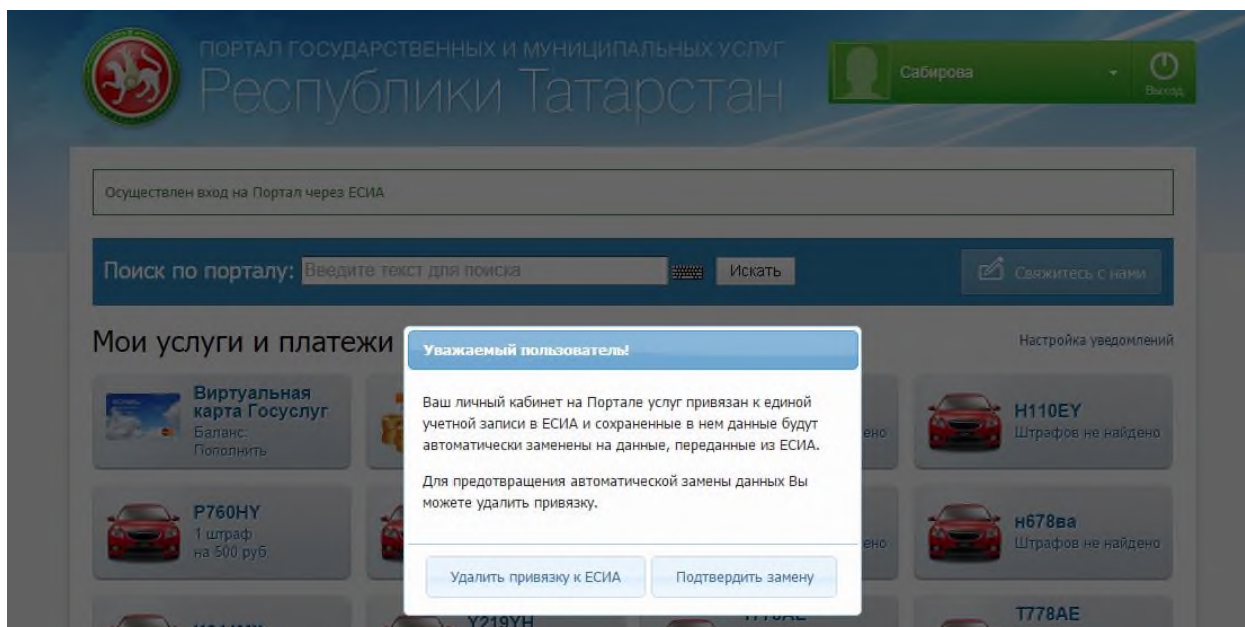 ПОРТАЛ ГОСУДАРСТВЕННЫХ И МУНИЦИПАЛЬНЫХ УСЛУГ
Республики Татарстан
Сабирова
Выход
Осуществлен вход на Портал через ЕСИА
Поиск по порталу: Введите текст для поиска Искать Свяжитесь с нами
Мои услуги и платежи
Настройка уведомлений
Уважаемый пользователь!
Ваш личный кабинет на Портале услуг привязан к единой
учетной записи в ЕСИА и сохраненные в нем данные будут
автоматически заменены на данные, переданные из ЕСИА.
Для предотвращения автоматической замены данных Вы
можете удалить привязку.
Удалить привязку к ЕСИА Подтвердить замену
Виртуальная
карта Госуслуг
Баланс:
Пополнить
Н110ЕУ
Штрафов не найдено
Р760НУ
1 штраф
на 500 руб
н678ва
Штрафов не найдено
У219УН
Т778АЕ